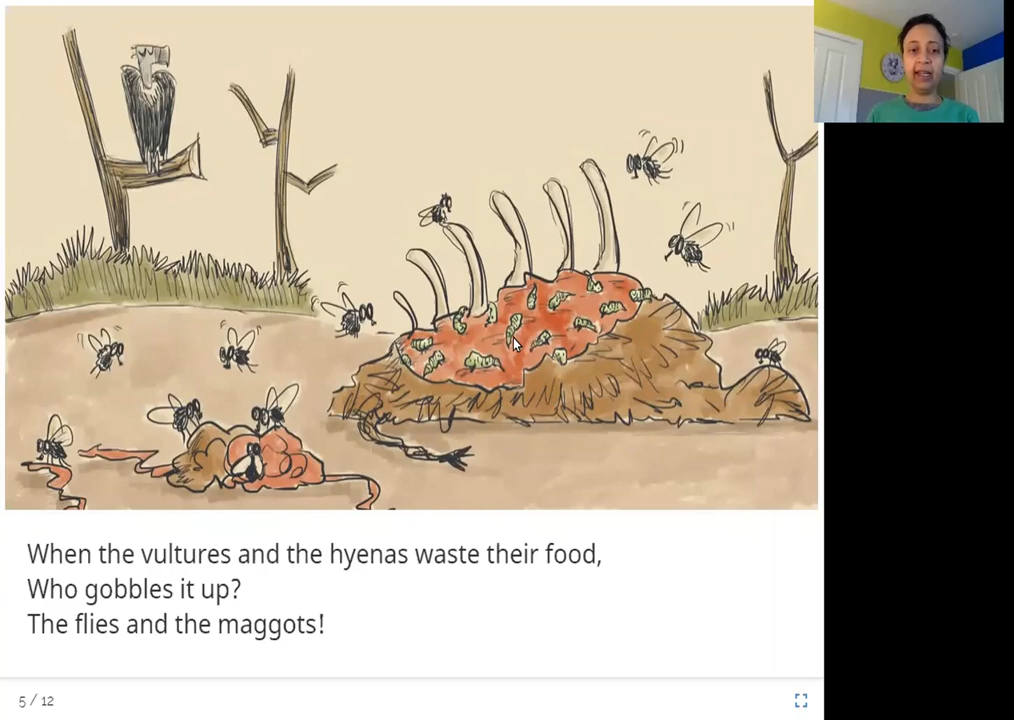 When the vultures and the hyenas waste their food,
Who gobbles it up?
The flies and the maggots!
5 / 12